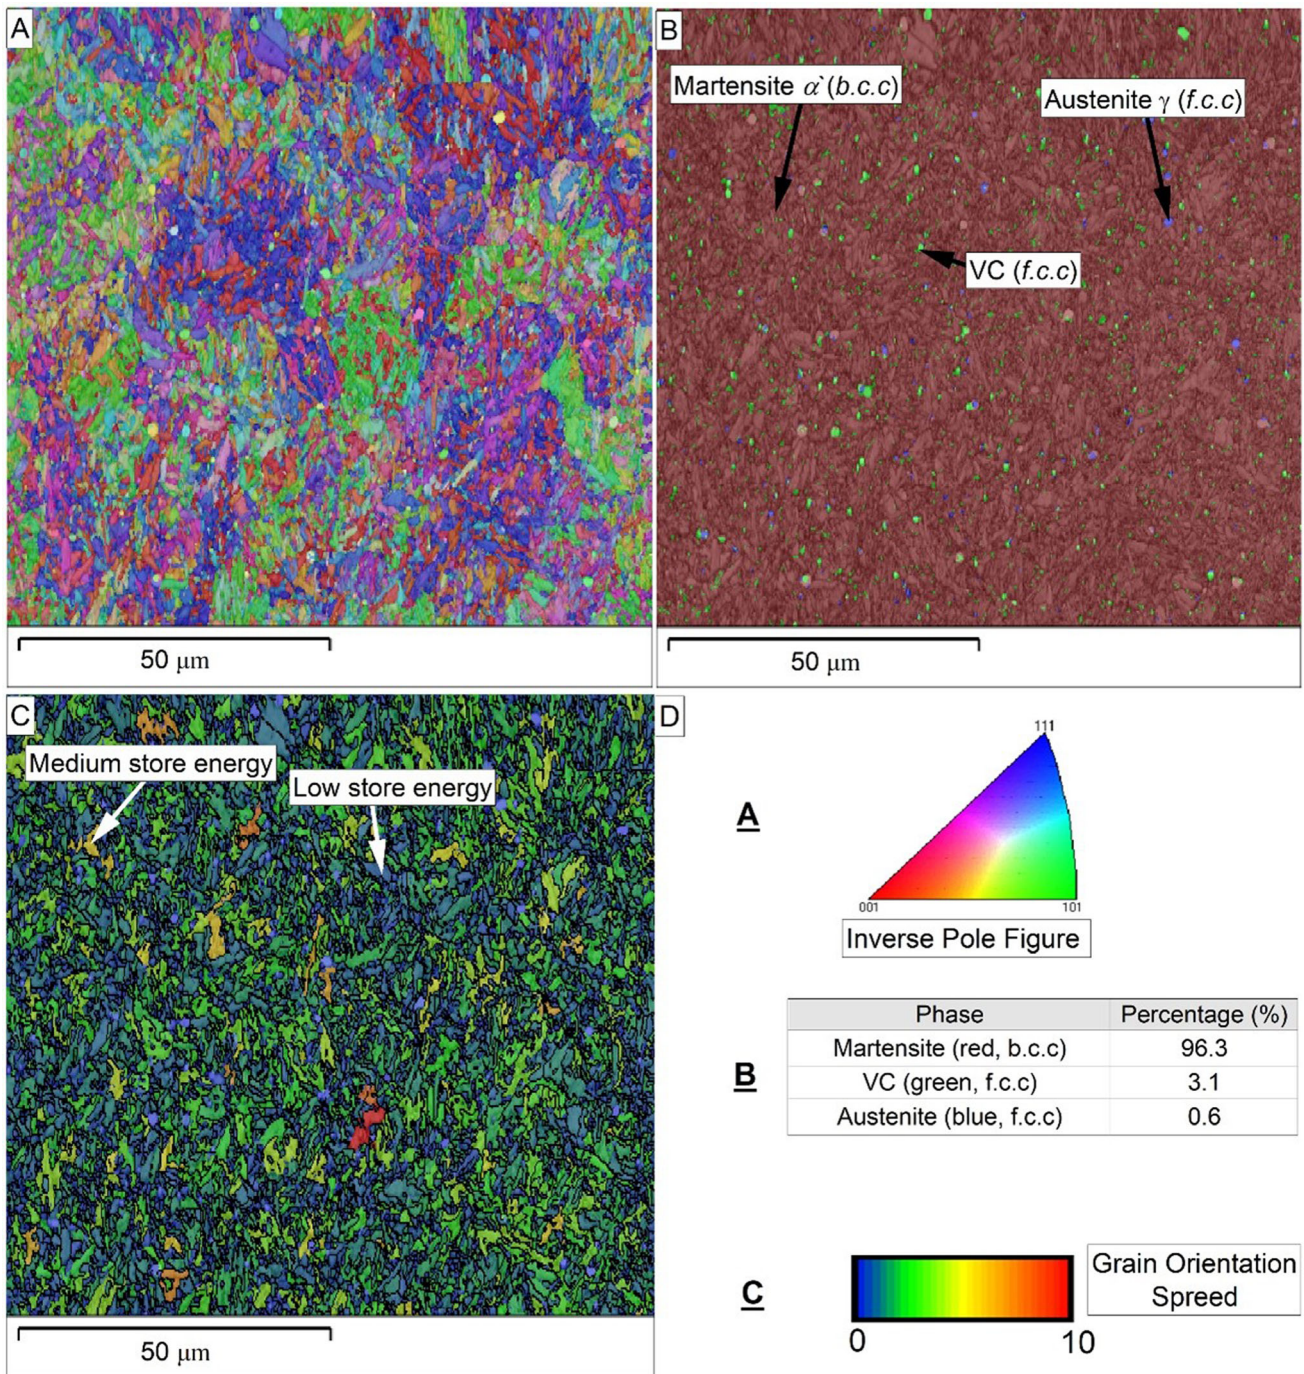 A
B
Martensite α` (b.c.c)
Austenite γ (f.c.c)
VC (f.c.c)
50 μm
50 μm
C
D
Medium store energy
Low store energy
111
A
001
101
Inverse Pole Figure
Phase Percentage (%)
Martensite (red, b.c.c) 96.3
B
VC (green, f.c.c) 3.1
Austenite (blue, f.c.c) 0.6
C
Grain Orientation
Spreed
0 10
50 μm